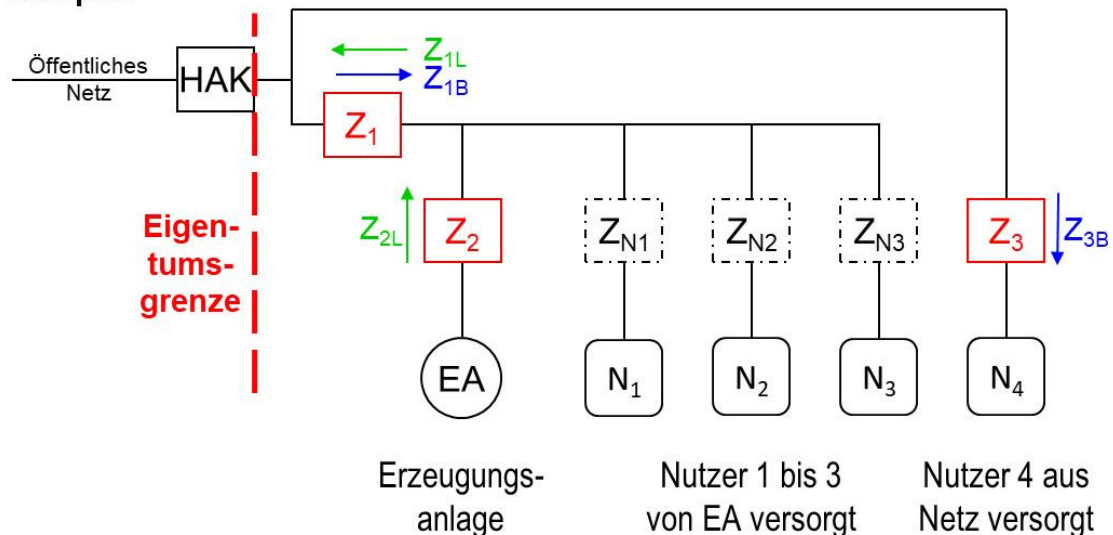 Öffentliches
Netz
HAK
Z1L
Z1B
Z1
Eigen-
tums-
grenze
Z2L
Z2
ZN1
ZN2
ZN3
Z3
Z3B
EA
N1
N2
N3
N4
Erzeugungs-
anlage
Nutzer 1 bis 3
von EA versorgt
Nutzer 4 aus
Netz versorgt